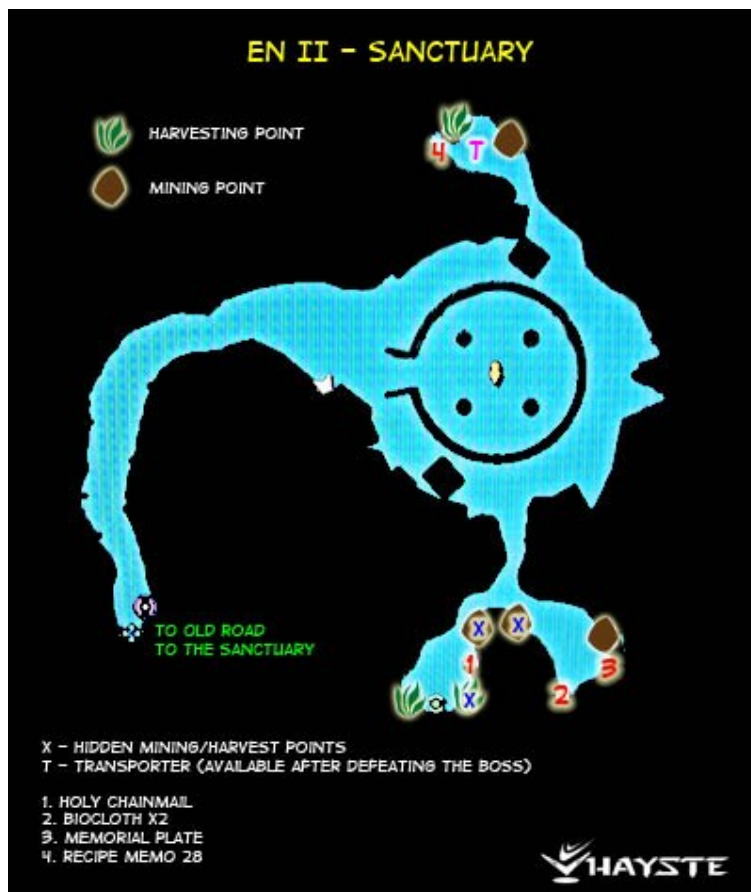 EN II - SANCTUARY
HARVESTING POINT
MINING POINT
4 T
TO OLD ROAD
TO THE SANCTUARY
X X
1
3
2
X
X - HIDDEN MINING/HARVEST POINTS
T - TRANSPORTER (AVAILABLE AFTER DEFEATING THE BOSS)
1. HOLY CHAINMAIL
2. BIOCLOTH X2
3. MEMORIAL PLATE
4. RECIPE MEMO 28
HAYSTE